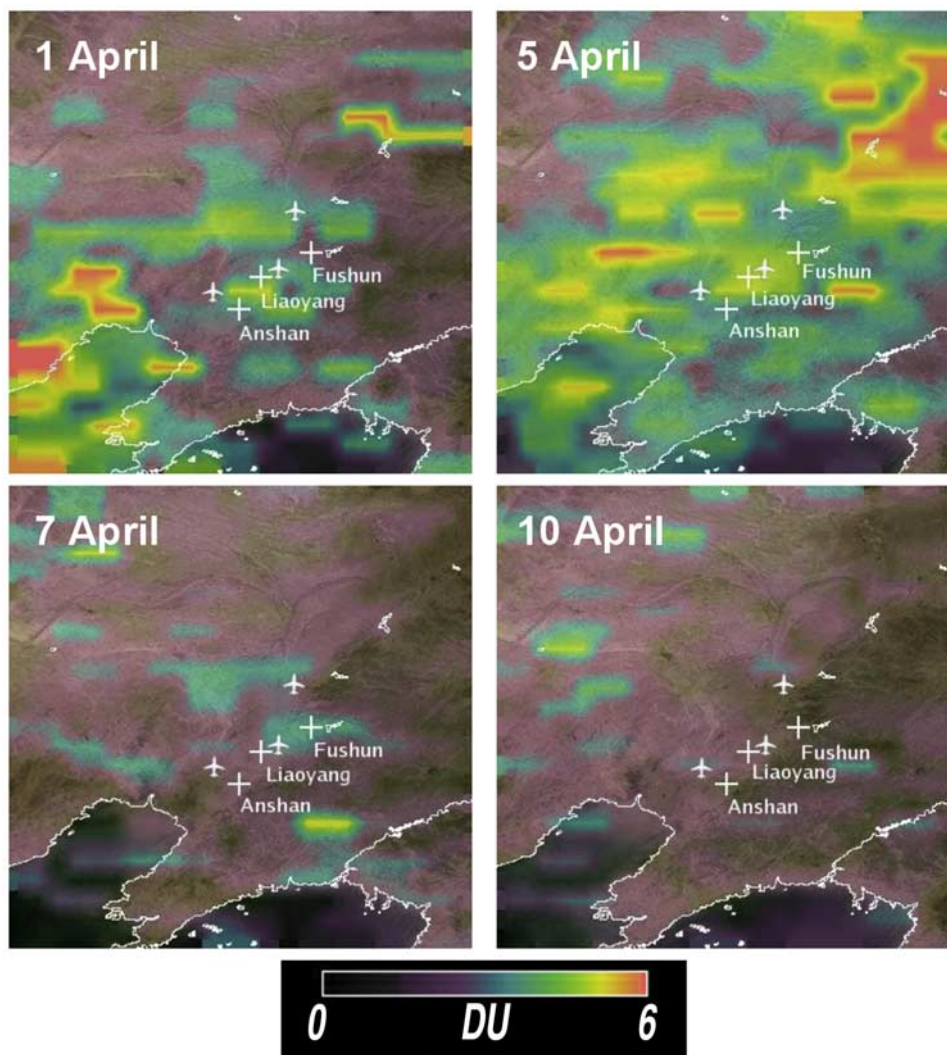 1 April
5 April
Fushun
Liaoyang
Anshan
Fushun
Liaoyang
Anshan
7 April
10 April
Fushun
Liaoyang
Anshan
Fushun
Liaoyang
Anshan
0 DU 6